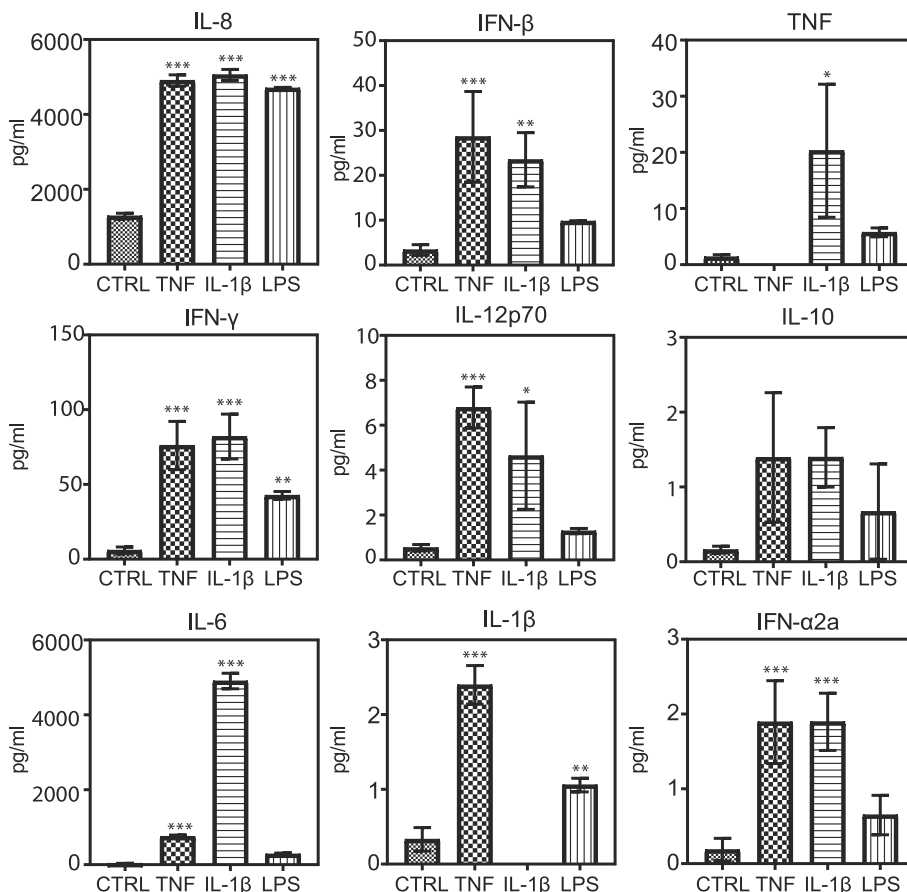 IL-8
6000
4000
2000
0
pg/ml
***
***
***
CTRL TNF IL-1β LPS
IFN-β
50
40
30
20
10
0
pg/ml
***
**
CTRL TNF IL-1β LPS
TNF
40
30
20
10
0
pg/ml
*
CTRL TNF IL-1β LPS
IFN-γ
150
100
50
0
pg/ml
***
***
**
CTRL TNF IL-1β LPS
IL-12p70
8
6
4
2
0
pg/ml
***
*
CTRL TNF IL-1β LPS
IL-10
3
2
1
0
pg/ml
CTRL TNF IL-1β LPS
IL-6
6000
4000
2000
0
pg/ml
***
***
CTRL TNF IL-1β LPS
IL-1β
3
2
1
0
pg/ml
***
**
CTRL TNF IL-1β LPS
IFN-α2a
3
2
1
0
pg/ml
***
***
CTRL TNF IL-1β LPS